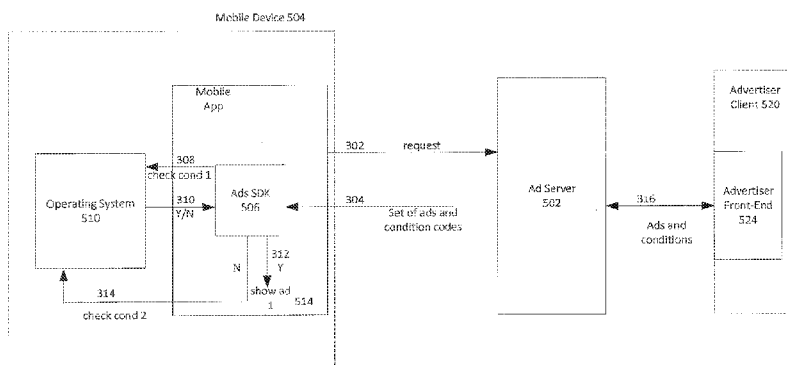 Mobile Device 504
Mobile
App
Advertiser
Client 520
302
request
308
check cond 1
Ads SDK
506
Operating System
510
310
Y/N
304
Set of ads and
condition codes
Ad Server
502
316
Ads and
conditions
Advertiser
Front-End
524
N
312
Y
show ad
1
514
314
check cond 2